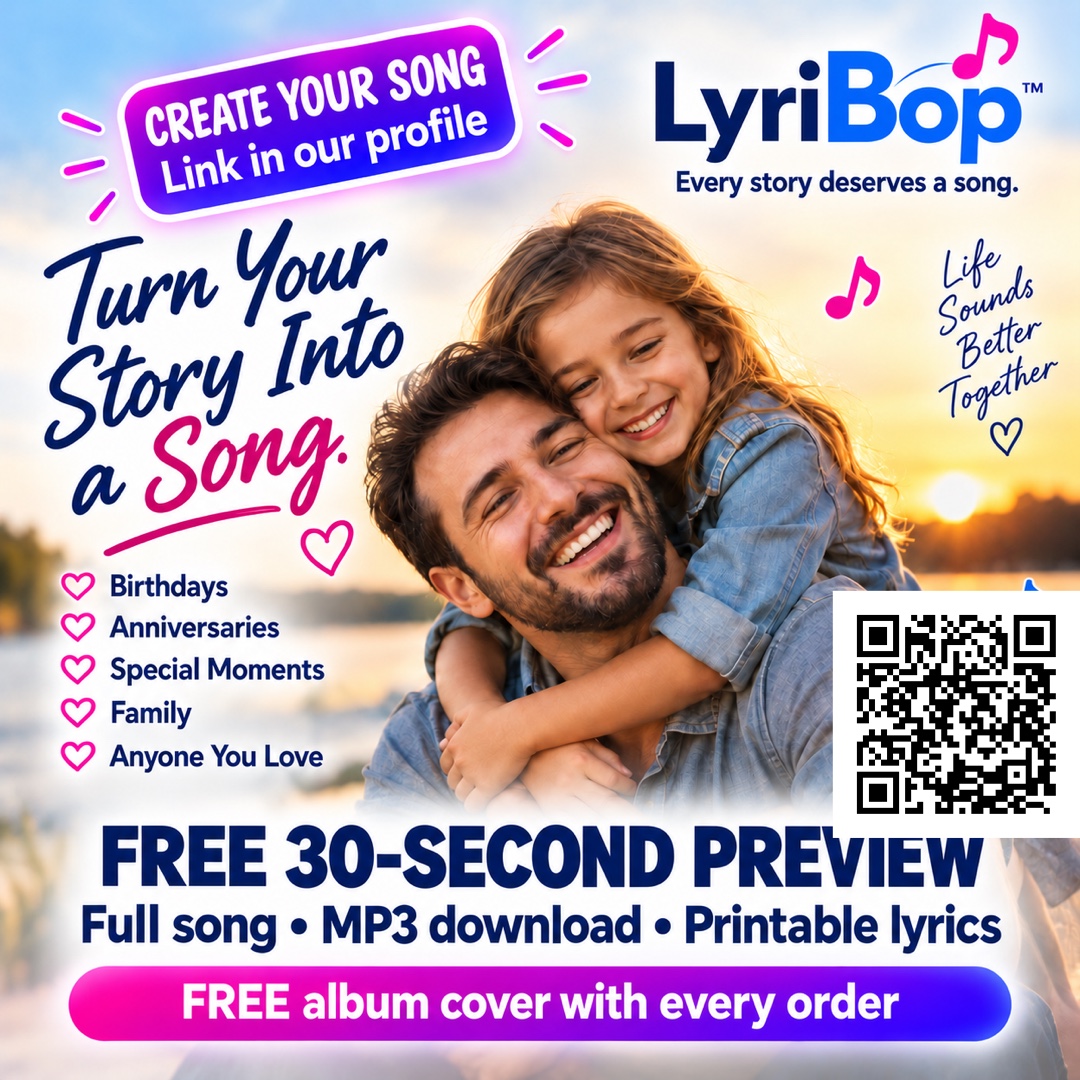 CREATE YOUR SONG
Link in our profile
LyriBop™
Every story deserves a song.
Turn Your
Story Into
a Song.
Life
Sounds
Better
Together
Birthdays
Anniversaries
Special Moments
Family
Anyone You Love
FREE 30-SECOND PREVIEW
Full song • MP3 download • Printable lyrics
FREE album cover with every order